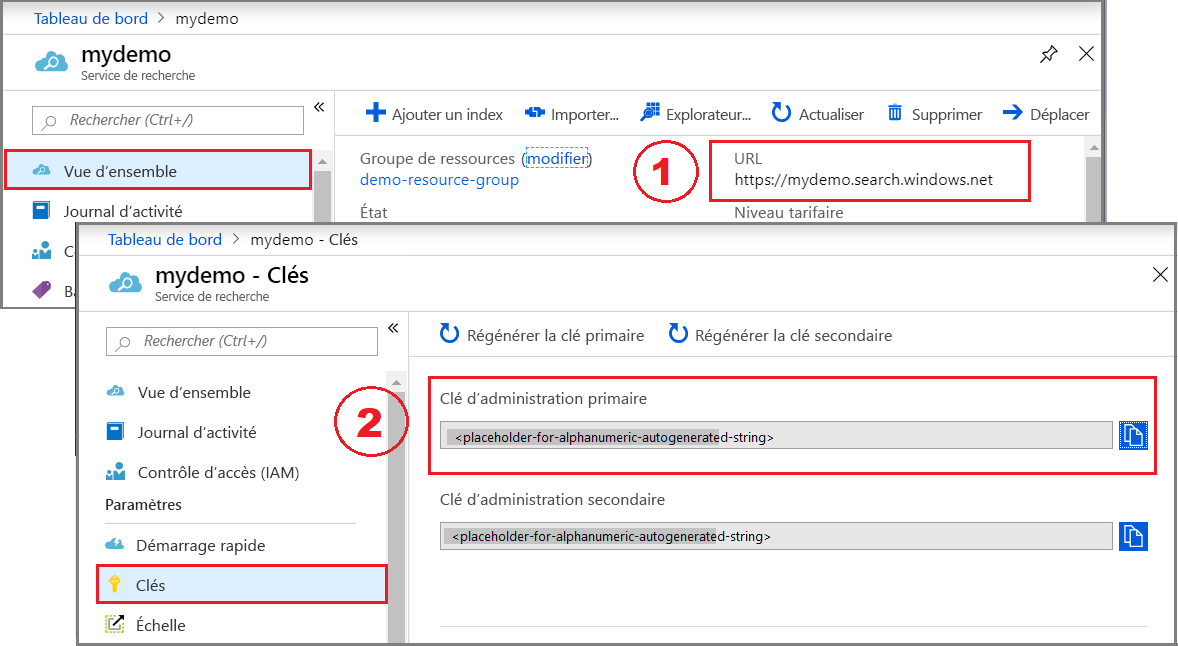 Tableau de bord > mydemo
mydemo
Service de recherche
Rechercher (Ctrl+/)
«
Ajouter un index
Importer...
Explorateur...
Actualiser
Supprimer
Déplacer
Vue d'ensemble
Journal d'activité
C
Ba
Groupe de ressources (modifier)
demo-resource-group
État
1
URL
https://mydemo.search.windows.net
Niveau tarifaire
Tableau de bord > mydemo - Clés
mydemo - Clés
Service de recherche
Rechercher (Ctrl+/)
«
Régénérer la clé primaire
Régénérer la clé secondaire
Vue d'ensemble
Journal d'activité
Contrôle d'accès (IAM)
Paramètres
Démarrage rapide
Clés
Échelle
2
Clé d'administration primaire
<placeholder-for-alphanumeric-autogenerated-string>
Clé d'administration secondaire
<placeholder-for-alphanumeric-autogenerated-string>